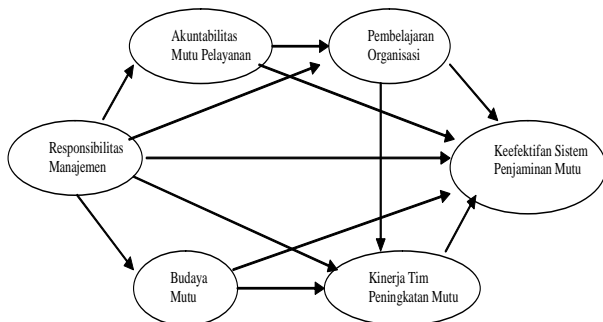 Akuntabilitas
Mutu Pelayanan
Pembelajaran
Organisasi
Responsibilitas
Manajemen
Keefektifan Sistem
Penjaminan Mutu
Budaya
Mutu
Kinerja Tim
Peningkatan Mutu